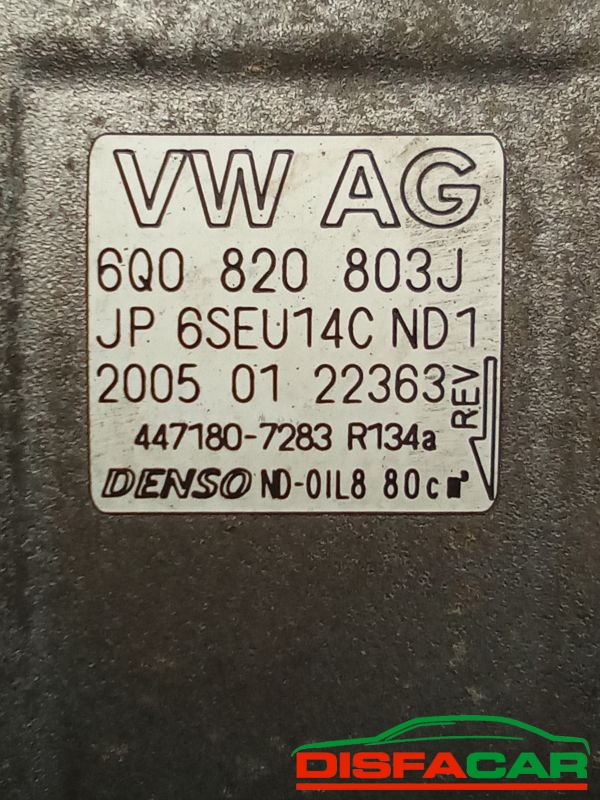 VW AG
6Q0 820 803J
JP 6SEU14C ND1
2005 01 22363
REV
447180-7283 R134a
DENSO ND-OIL8 80cm³
DISFACAR